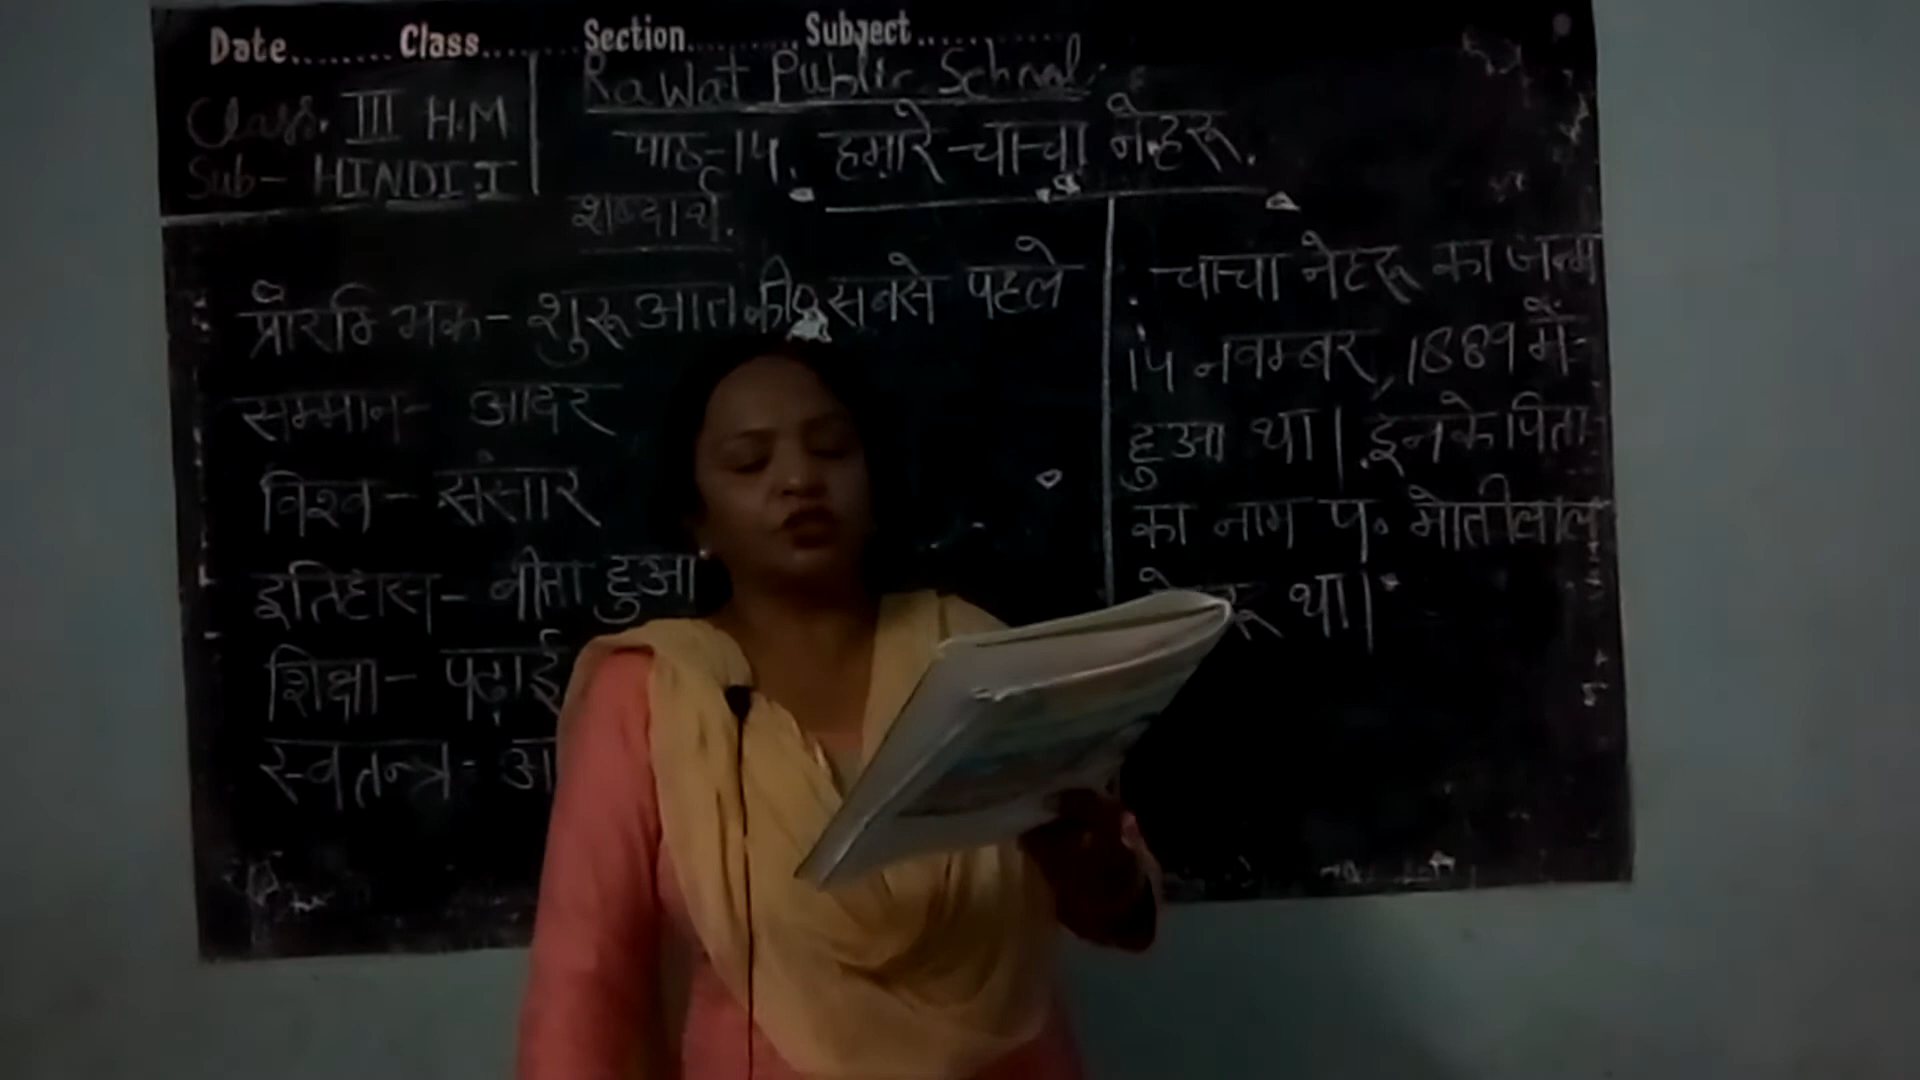 Date........ Class....... Section......... Subject............
Rawat Public School.
Class. III H.M
Sub- HINDI-I
पाठ-14. हमारे चाचा नेहरू.
शब्दार्थ.
प्रारम्भिक - शुरूआत की सबसे पहले
सम्मान - आदर
विश्व - संसार
इतिहास - बीता हुआ
शिक्षा - पढ़ाई
स्वतन्त्र - आ
चाचा नेहरू का जन्म
14 नवम्बर, 1889 में
हुआ था। इनके पिता
का नाम प. मोतीलाल
था।